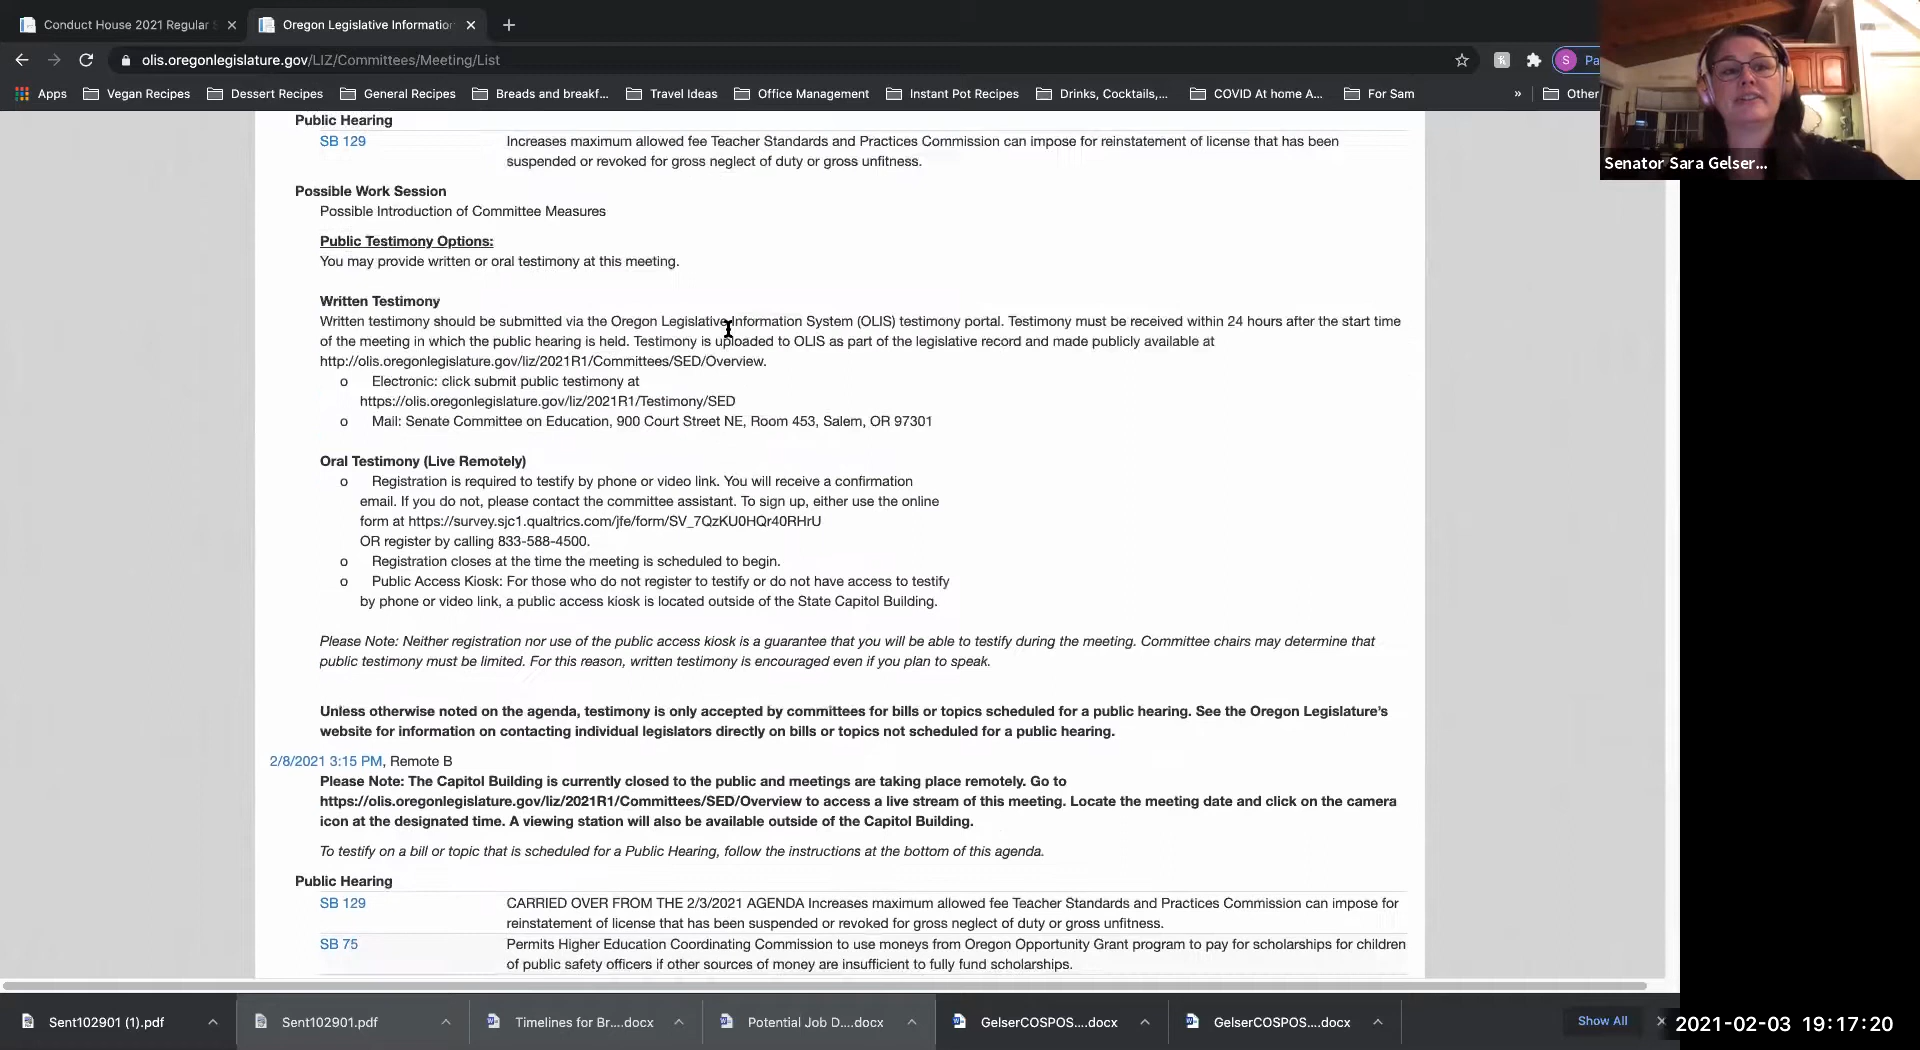 Conduct House 2021 Regular
Oregon Legislative Information
olis.oregonlegislature.gov/LIZ/Committees/Meeting/List
S
Pa
Apps
Vegan Recipes
Dessert Recipes
General Recipes
Breads and breakf...
Travel Ideas
Office Management
Instant Pot Recipes
Drinks, Cocktails,...
COVID At home A...
For Sam
»
Other
Senator Sara Gelser...
Public Hearing
SB 129 Increases maximum allowed fee Teacher Standards and Practices Commission can impose for reinstatement of license that has been
suspended or revoked for gross neglect of duty or gross unfitness.
Possible Work Session
Possible Introduction of Committee Measures
Public Testimony Options:
You may provide written or oral testimony at this meeting.
Written Testimony
Written testimony should be submitted via the Oregon Legislative Information System (OLIS) testimony portal. Testimony must be received within 24 hours after the start time
of the meeting in which the public hearing is held. Testimony is uploaded to OLIS as part of the legislative record and made publicly available at
http://olis.oregonlegislature.gov/liz/2021R1/Committees/SED/Overview.
o Electronic: click submit public testimony at
https://olis.oregonlegislature.gov/liz/2021R1/Testimony/SED
o Mail: Senate Committee on Education, 900 Court Street NE, Room 453, Salem, OR 97301
Oral Testimony (Live Remotely)
o Registration is required to testify by phone or video link. You will receive a confirmation
email. If you do not, please contact the committee assistant. To sign up, either use the online
form at https://survey.sjc1.qualtrics.com/jfe/form/SV_7QzKU0HQr40RHrU
OR register by calling 833-588-4500.
o Registration closes at the time the meeting is scheduled to begin.
o Public Access Kiosk: For those who do not register to testify or do not have access to testify
by phone or video link, a public access kiosk is located outside of the State Capitol Building.
Please Note: Neither registration nor use of the public access kiosk is a guarantee that you will be able to testify during the meeting. Committee chairs may determine that
public testimony must be limited. For this reason, written testimony is encouraged even if you plan to speak.
Unless otherwise noted on the agenda, testimony is only accepted by committees for bills or topics scheduled for a public hearing. See the Oregon Legislature's
website for information on contacting individual legislators directly on bills or topics not scheduled for a public hearing.
2/8/2021 3:15 PM, Remote B
Please Note: The Capitol Building is currently closed to the public and meetings are taking place remotely. Go to
https://olis.oregonlegislature.gov/liz/2021R1/Committees/SED/Overview to access a live stream of this meeting. Locate the meeting date and click on the camera
icon at the designated time. A viewing station will also be available outside of the Capitol Building.
To testify on a bill or topic that is scheduled for a Public Hearing, follow the instructions at the bottom of this agenda.
Public Hearing
SB 129 CARRIED OVER FROM THE 2/3/2021 AGENDA Increases maximum allowed fee Teacher Standards and Practices Commission can impose for
reinstatement of license that has been suspended or revoked for gross neglect of duty or gross unfitness.
SB 75 Permits Higher Education Coordinating Commission to use moneys from Oregon Opportunity Grant program to pay for scholarships for children
of public safety officers if other sources of money are insufficient to fully fund scholarships.
Sent102901 (1).pdf
Sent102901.pdf
Timelines for Br....docx
Potential Job D....docx
GelserCOSPOS....docx
GelserCOSPOS....docx
Show All
2021-02-03 19:17:20